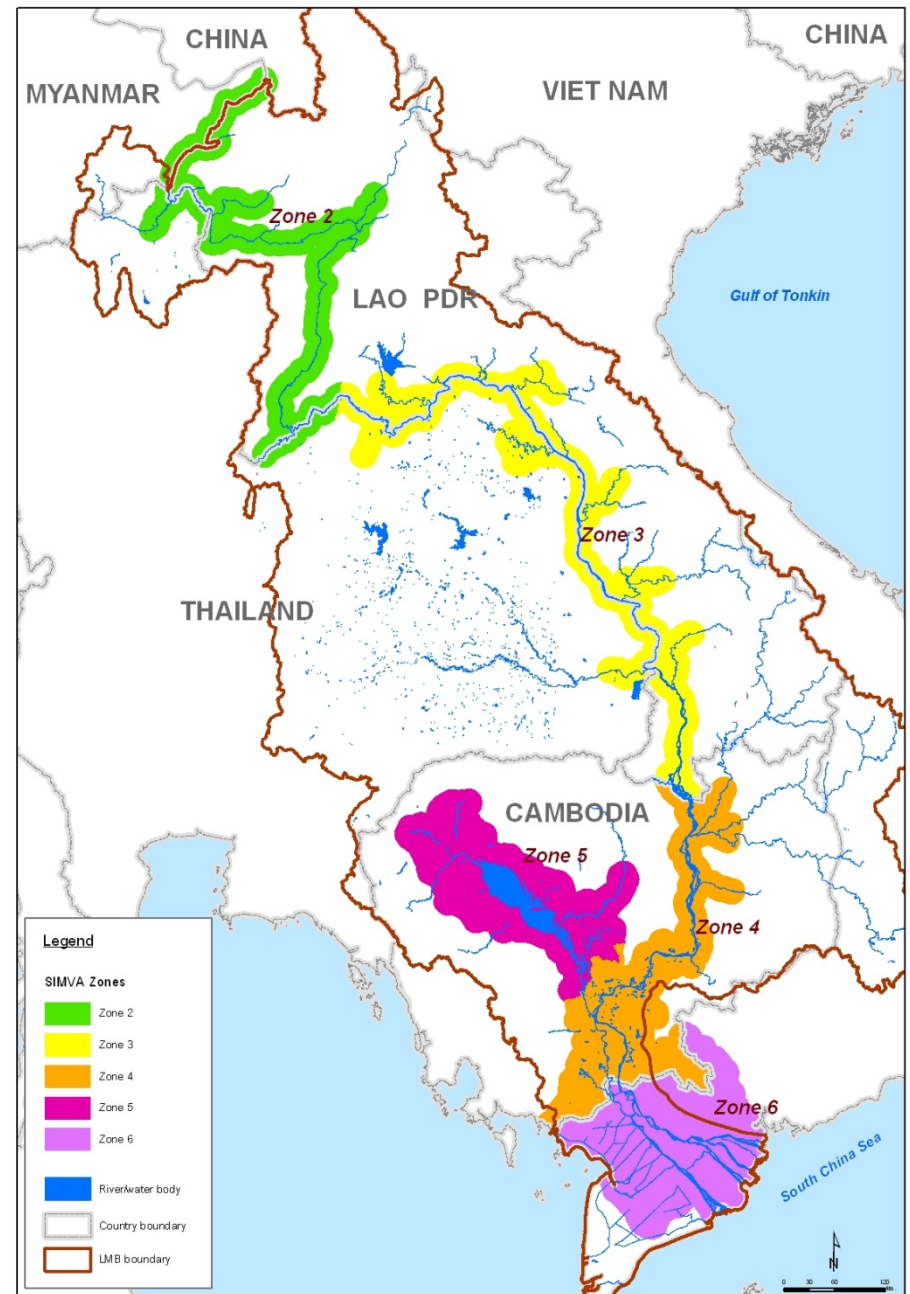 CHINA
CHINA
MYANMAR
VIET NAM
Zone 2
LAO PDR
Gulf of Tonkin
Zone 3
THAILAND
CAMBODIA
Zone 5
Zone 4
Zone 6
South China Sea
Legend
SIMVA Zones
Zone 2
Zone 3
Zone 4
Zone 5
Zone 6
River/water body
Country boundary
LMB boundary
N
0 30 60 120